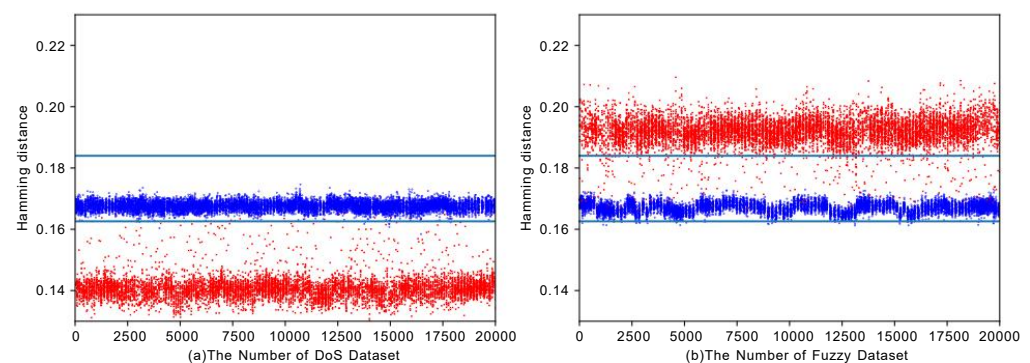 Hamming distance
0.22
0.20
0.18
0.16
0.14
0 2500 5000 7500 10000 12500 15000 17500 20000
(a)The Number of DoS Dataset
Hamming distance
0.22
0.20
0.18
0.16
0.14
0 2500 5000 7500 10000 12500 15000 17500 20000
(b)The Number of Fuzzy Dataset